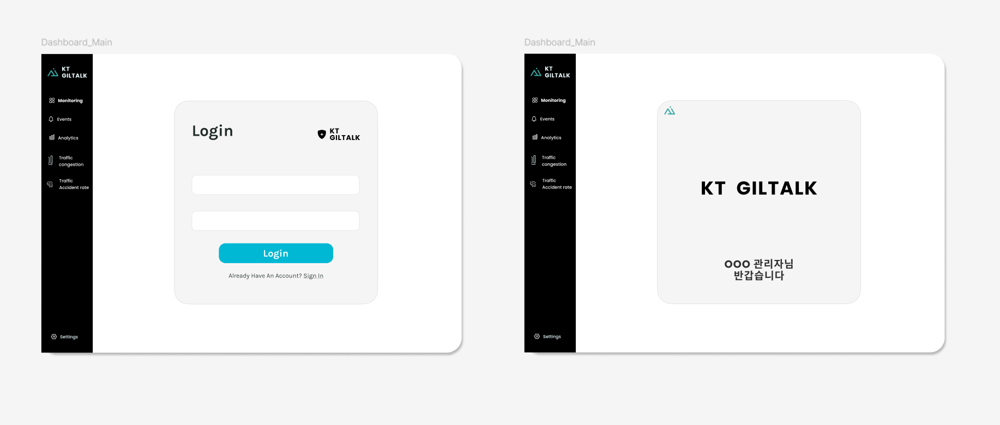 Dashboard_Main
KT
GILTALK
Monitoring
Events
Analytics
Traffic
congestion
Traffic
Accident rate
Settings
Login
KT
GILTALK
Login
Already Have An Account? Sign In
Dashboard_Main
KT
GILTALK
Monitoring
Events
Analytics
Traffic
congestion
Traffic
Accident rate
Settings
KT GILTALK
OOO 관리자님
반갑습니다